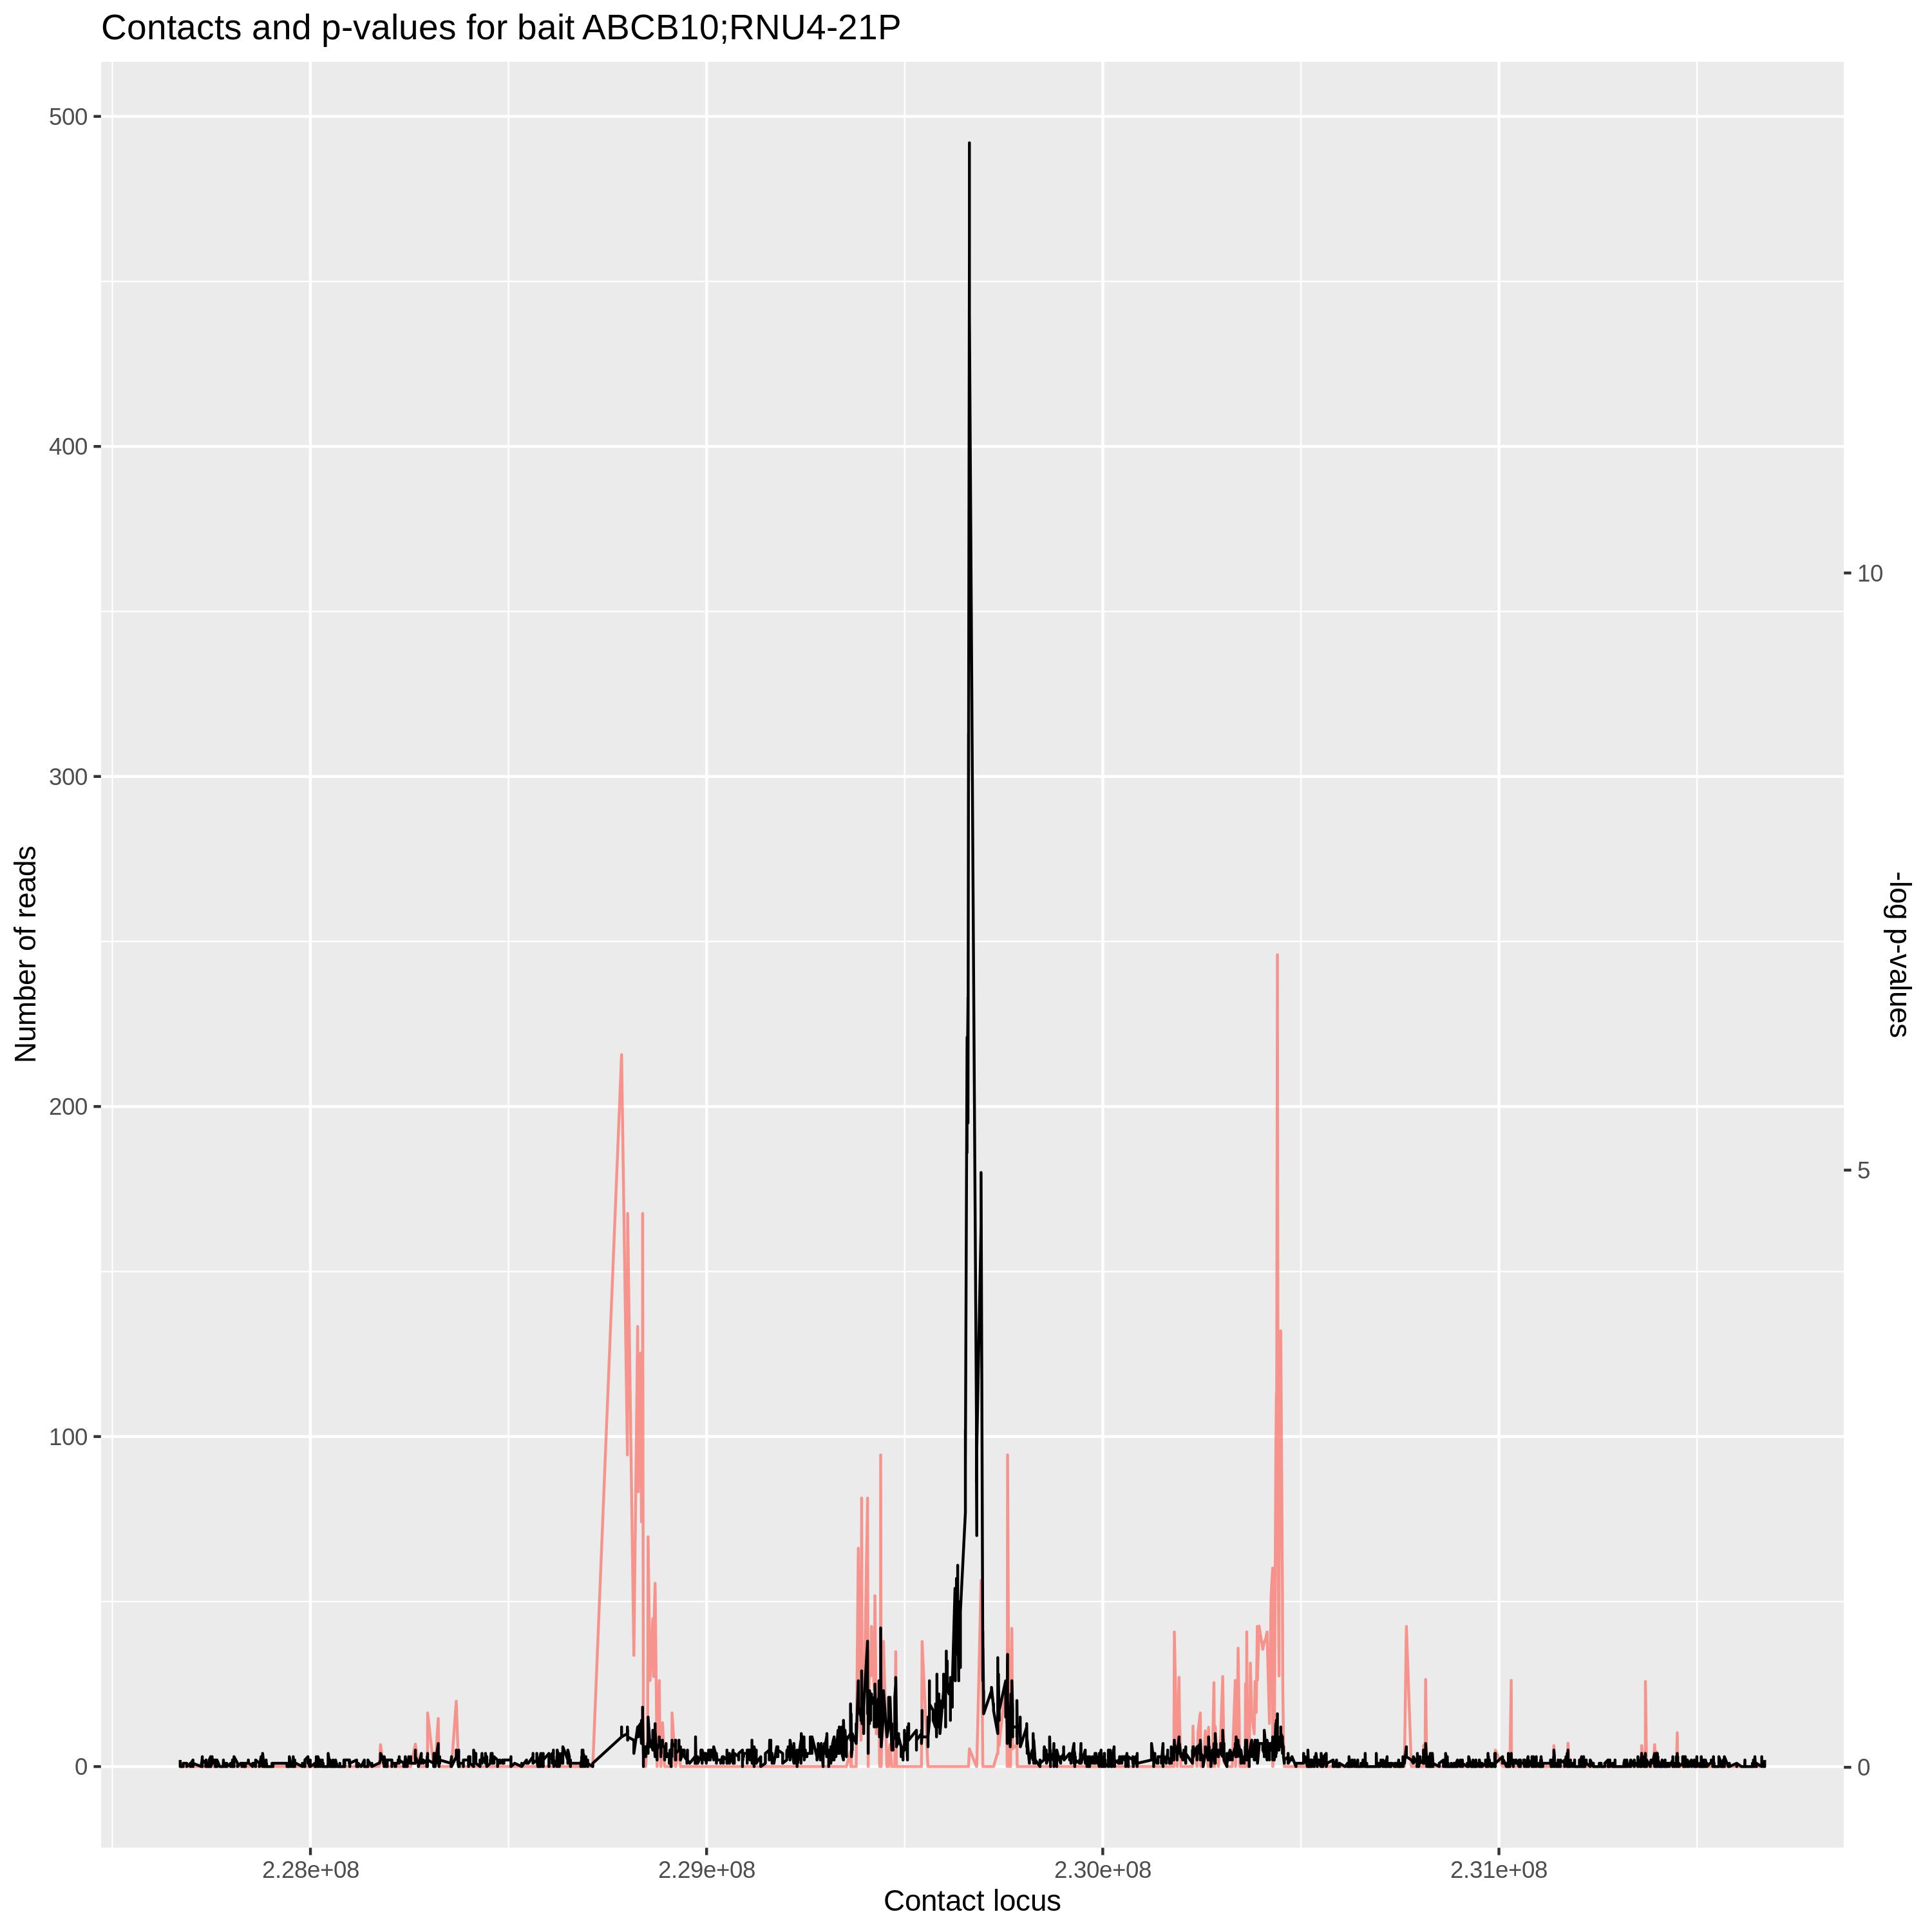 Contacts and p-values for bait ABCB10;RNU4-21P
500
400
300
200
100
0
Number of reads
10
5
0
-log p-values
2.28e+08 2.29e+08 2.30e+08 2.31e+08
Contact locus